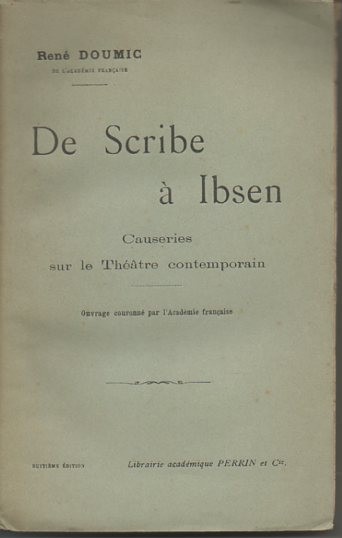 René DOUMIC
DE L'ACADÉMIE FRANÇAISE
De Scribe
à Ibsen
Causeries
sur le Théâtre contemporain
Ouvrage couronné par l'Académie française
HUITIÈME ÉDITION
Librairie académique PERRIN et Cie.